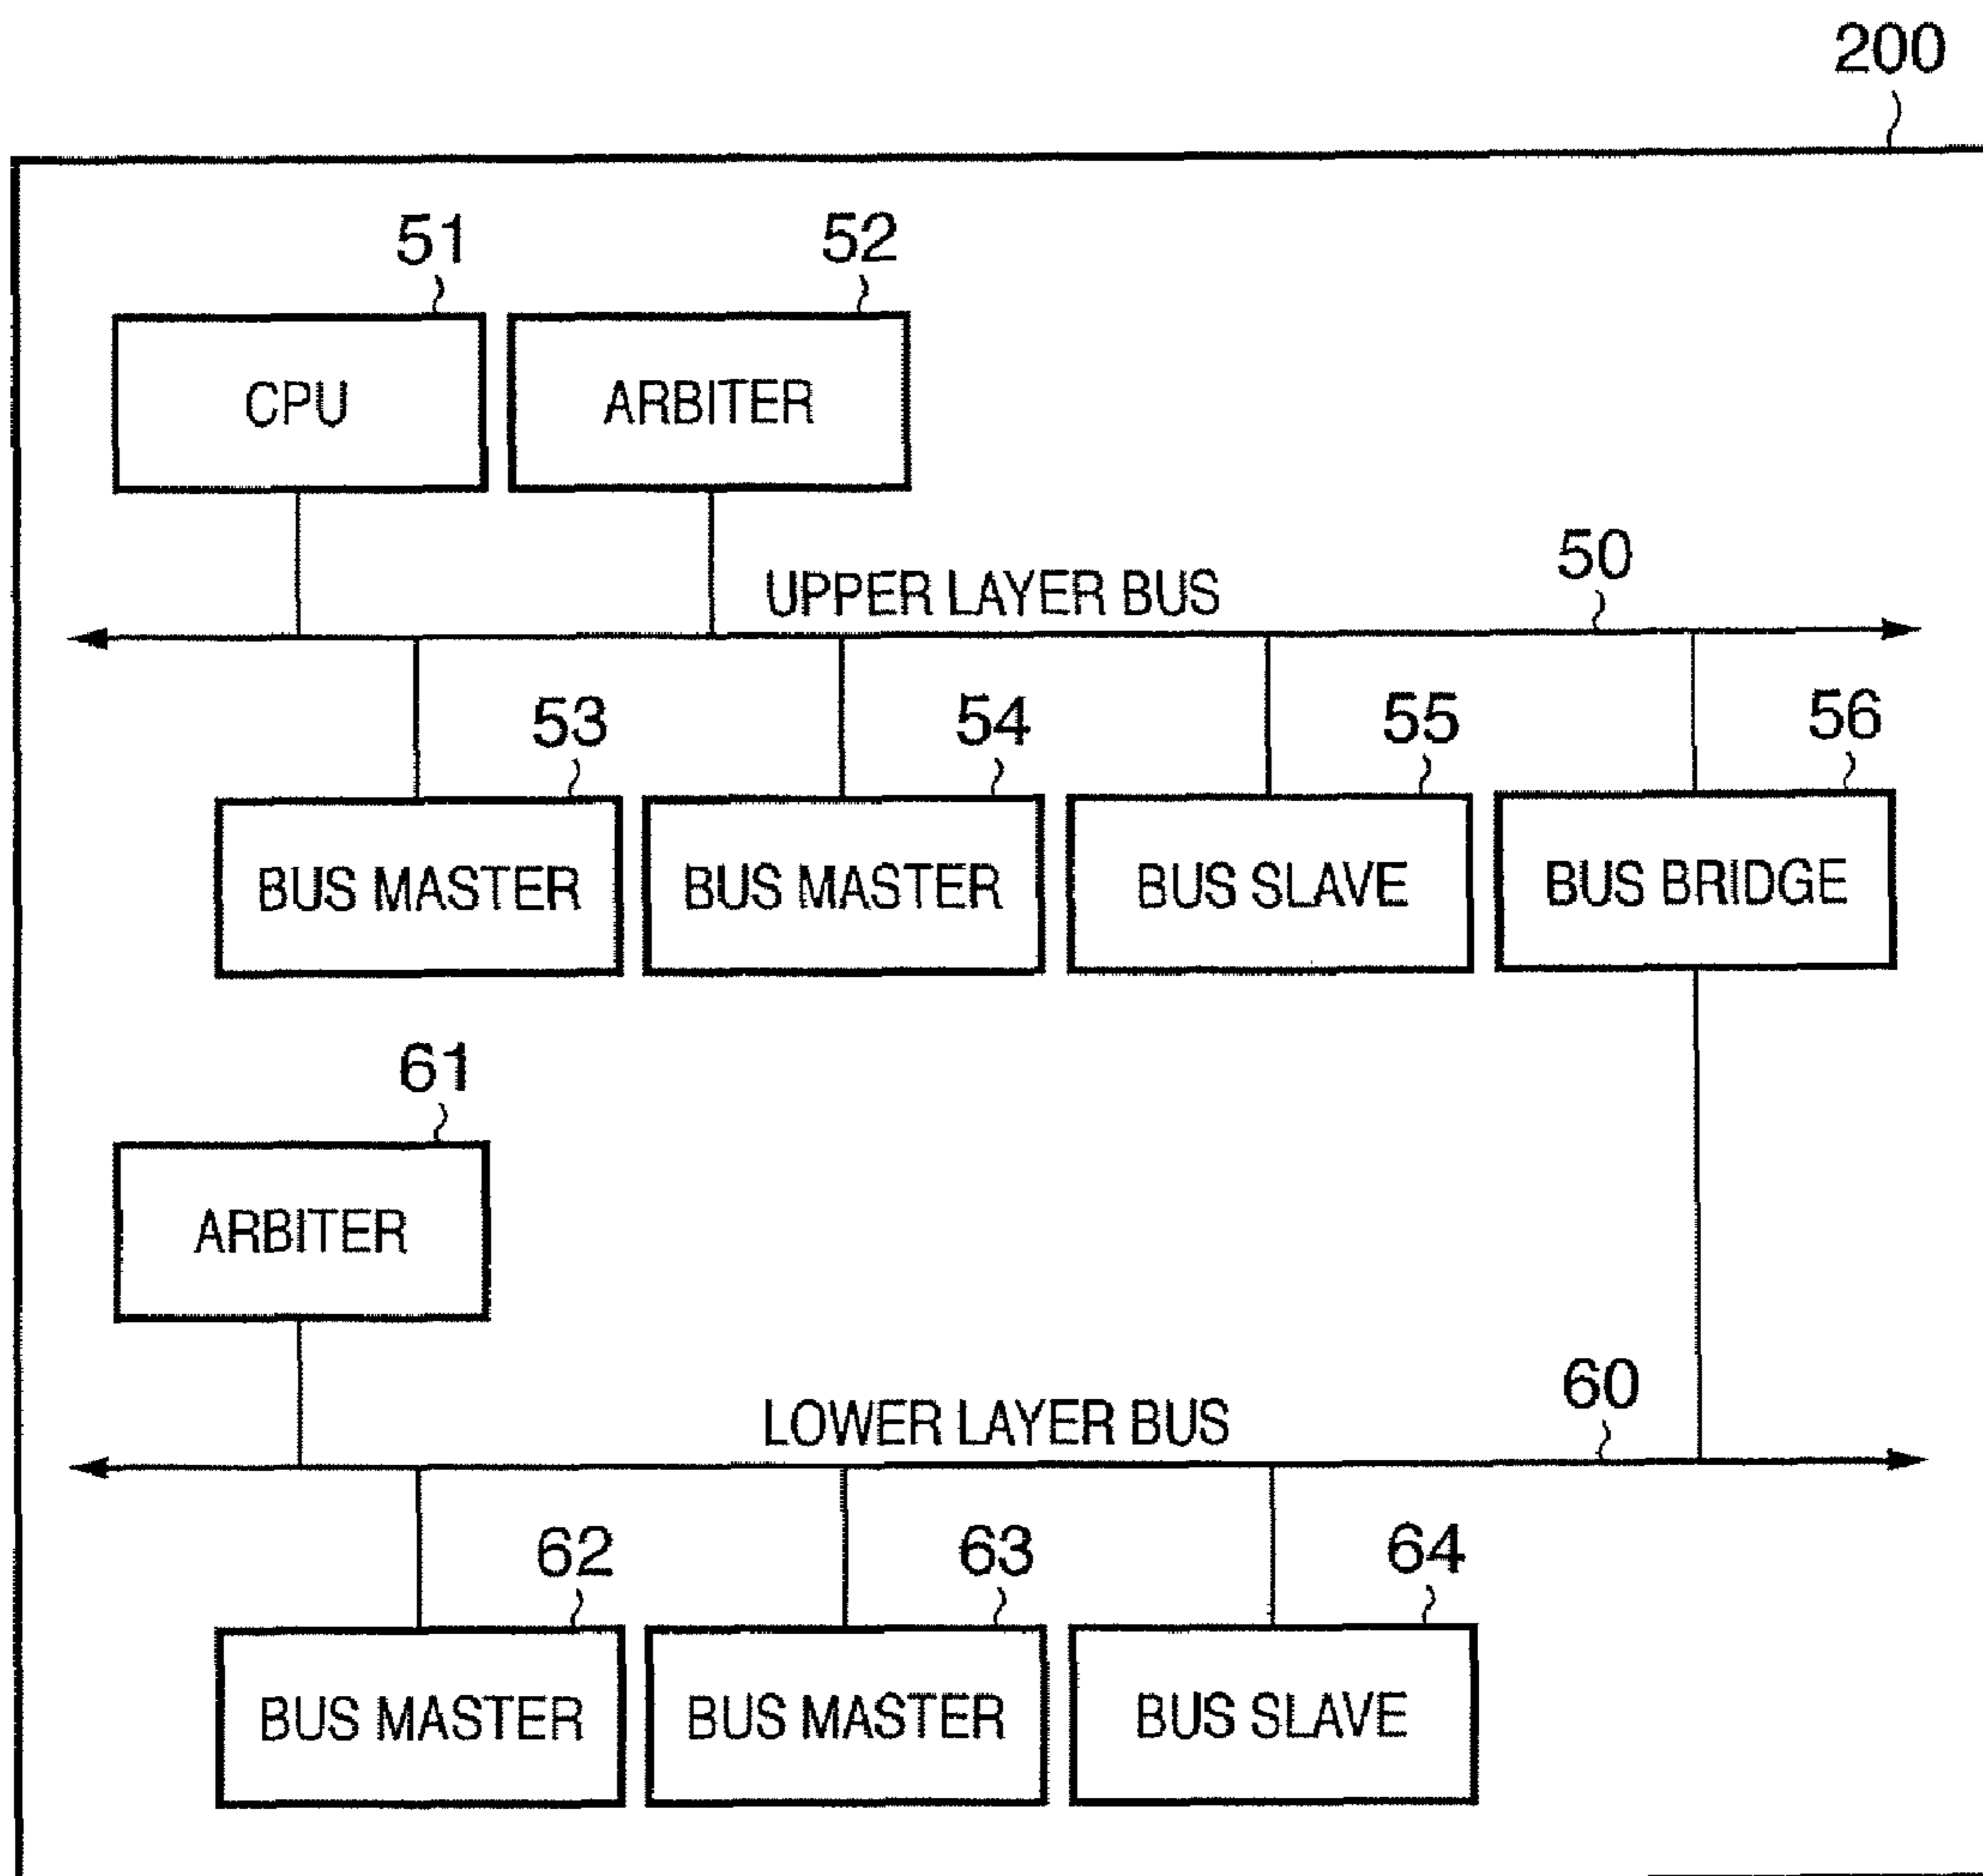 200
51
52
CPU
ARBITER
UPPER LAYER BUS
50
53
54
55
56
BUS MASTER
BUS MASTER
BUS SLAVE
BUS BRIDGE
61
ARBITER
LOWER LAYER BUS
60
62
63
64
BUS MASTER
BUS MASTER
BUS SLAVE